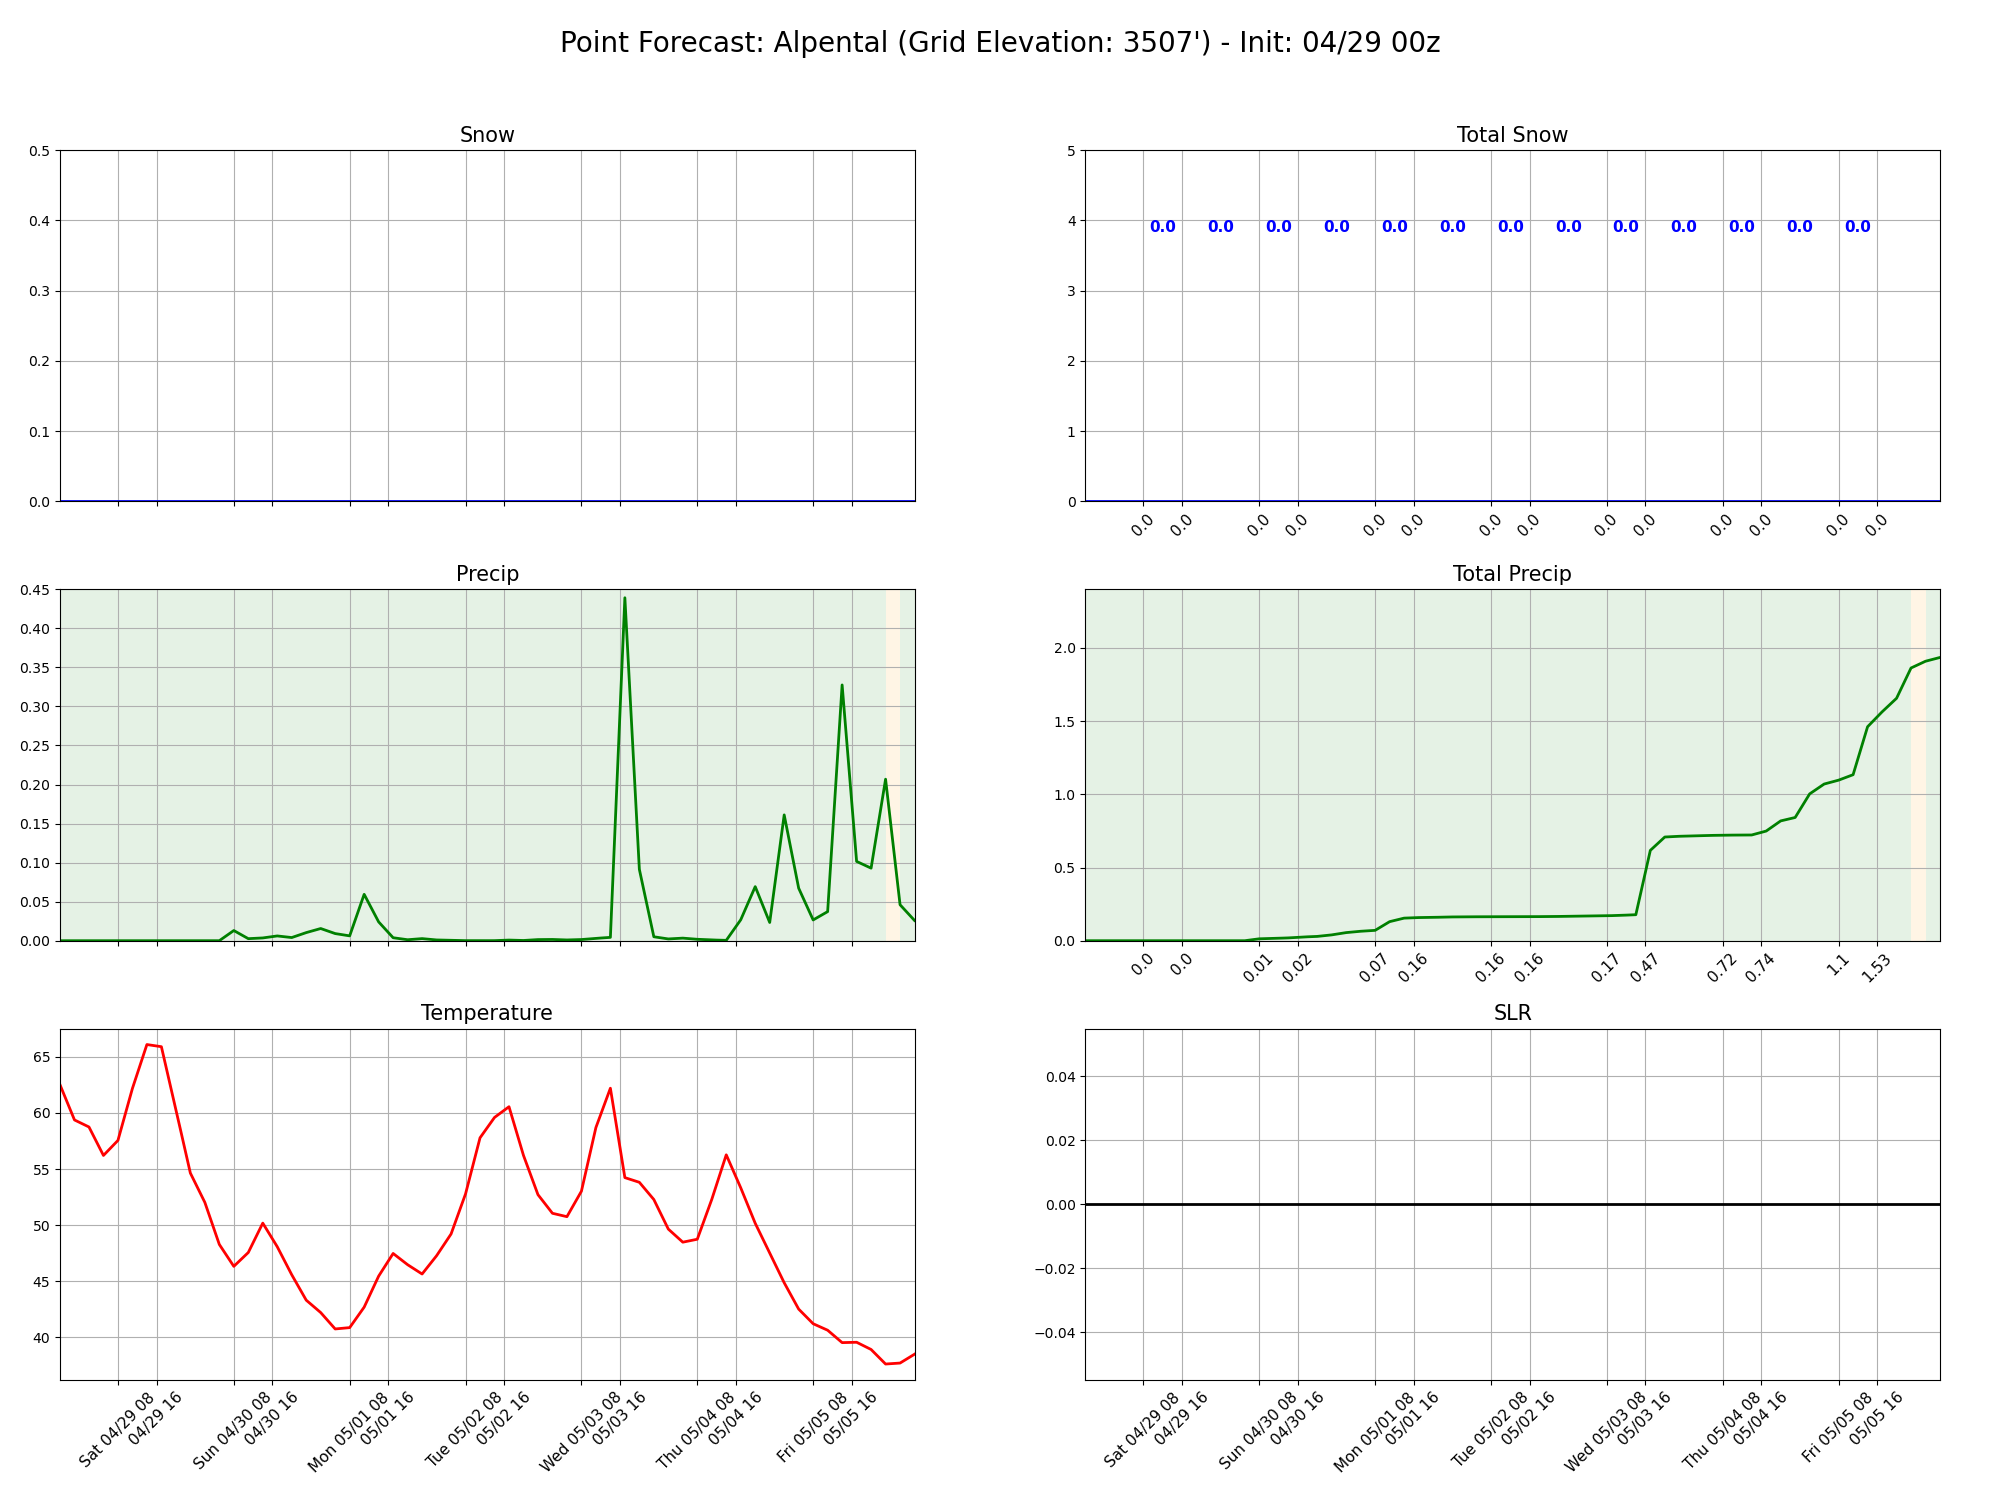 Point Forecast: Alpental (Grid Elevation: 3507') - Init: 04/29 00z
Snow
0.5
0.4
0.3
0.2
0.1
0.0
Total Snow
5
4
3
2
1
0
0.0 0.0 0.0 0.0 0.0 0.0 0.0 0.0 0.0 0.0 0.0 0.0 0.0
0.0 0.0 0.0 0.0 0.0 0.0 0.0 0.0 0.0 0.0 0.0 0.0 0.0 0.0
Precip
0.45
0.40
0.35
0.30
0.25
0.20
0.15
0.10
0.05
0.00
Total Precip
2.0
1.5
1.0
0.5
0.0
0.0 0.0 0.01 0.02 0.07 0.16 0.16 0.16 0.17 0.47 0.72 0.74 1.1 1.53
Temperature
65
60
55
50
45
40
Sat 04/29 08
04/29 16
Sun 04/30 08
04/30 16
Mon 05/01 08
05/01 16
Tue 05/02 08
05/02 16
Wed 05/03 08
05/03 16
Thu 05/04 08
05/04 16
Fri 05/05 08
05/05 16
SLR
0.04
0.02
0.00
−0.02
−0.04
Sat 04/29 08
04/29 16
Sun 04/30 08
04/30 16
Mon 05/01 08
05/01 16
Tue 05/02 08
05/02 16
Wed 05/03 08
05/03 16
Thu 05/04 08
05/04 16
Fri 05/05 08
05/05 16